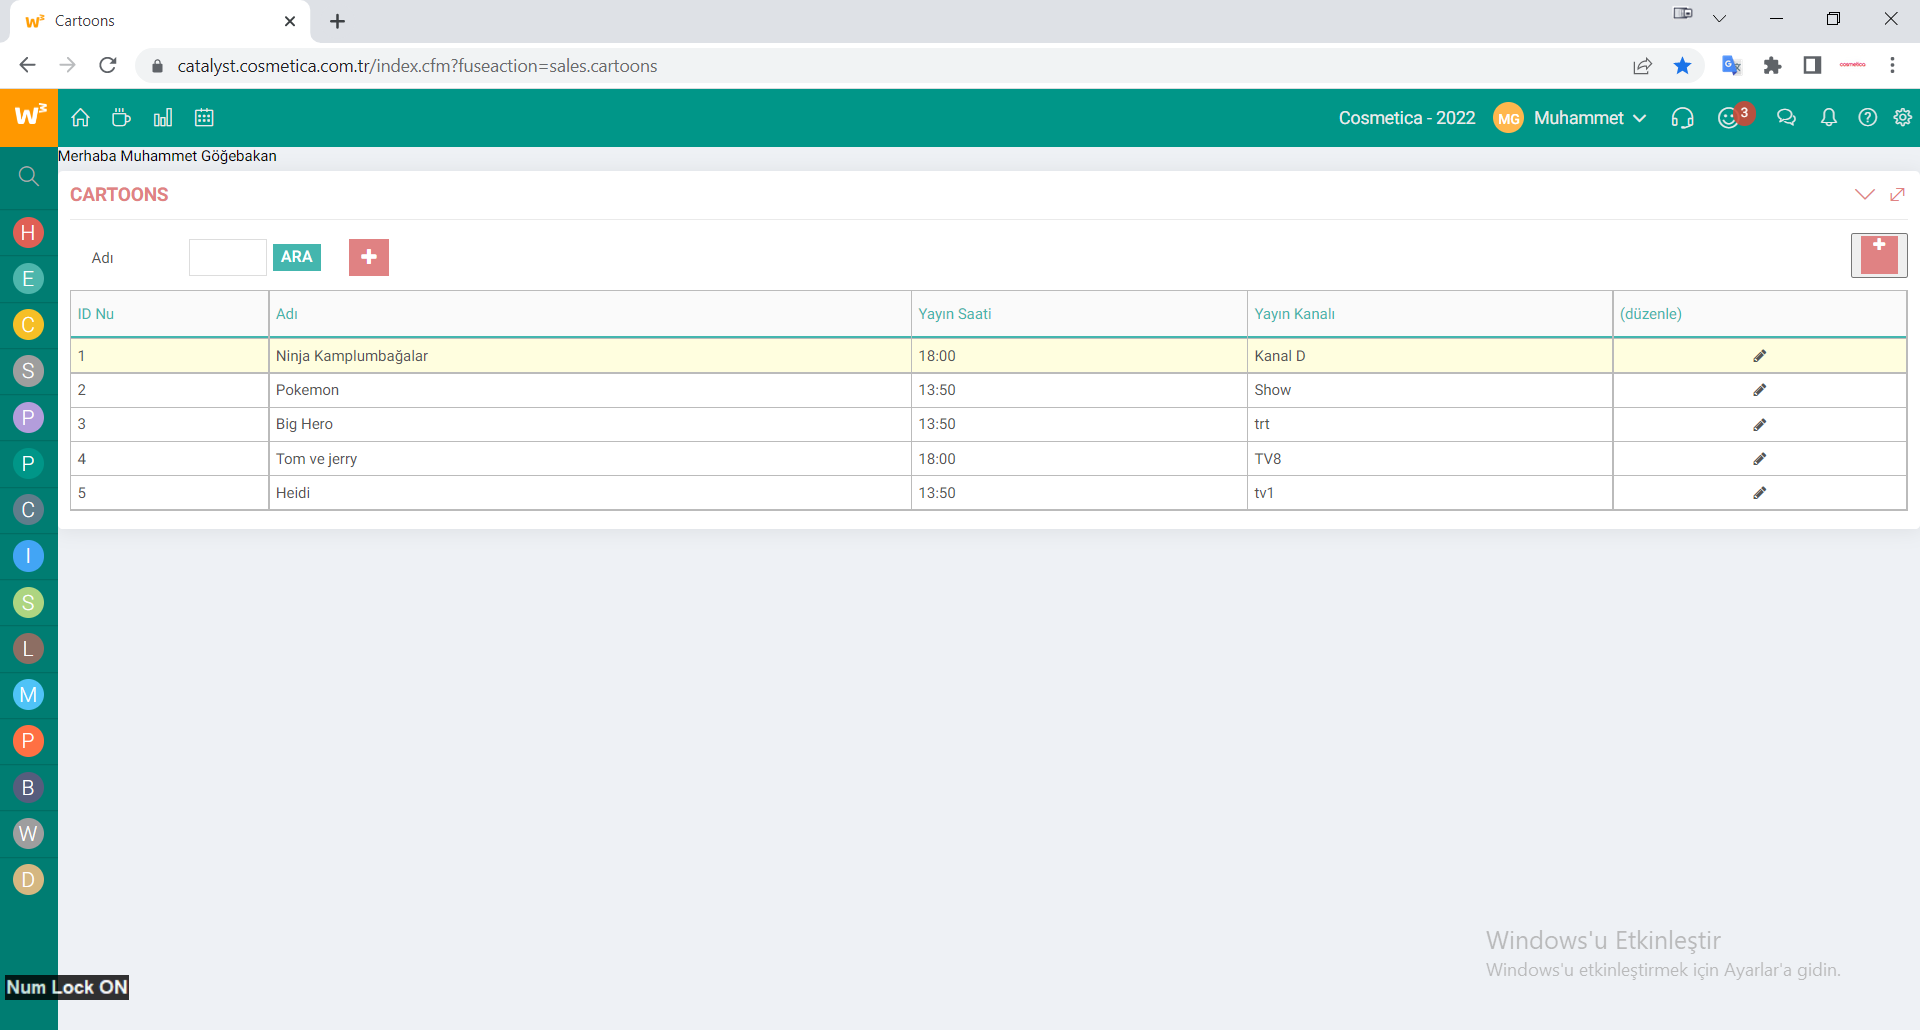 Cartoons
catalyst.cosmetica.com.tr/index.cfm?fuseaction=sales.cartoons
cosmetica
w³
Cosmetica - 2022 MG Muhammet 3
Merhaba Muhammet Göğebakan
CARTOONS
Adı ARA
ID Nu Adı Yayın Saati Yayın Kanalı (düzenle)
1 Ninja Kamplumbağalar 18:00 Kanal D
2 Pokemon 13:50 Show
3 Big Hero 13:50 trt
4 Tom ve jerry 18:00 TV8
5 Heidi 13:50 tv1
H
E
C
S
P
P
C
I
S
L
M
P
B
W
D
Windows'u Etkinleştir
Windows'u etkinleştirmek için Ayarlar'a gidin.
Num Lock ON